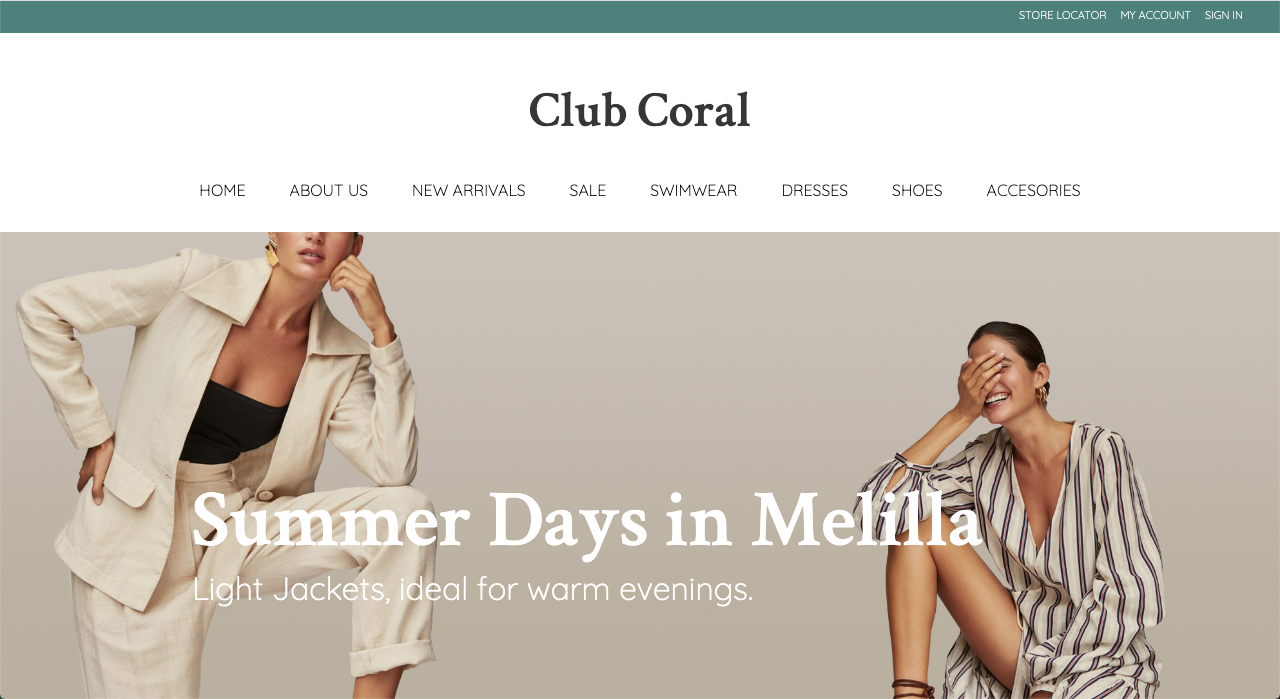 STORE LOCATOR MY ACCOUNT SIGN IN
Club Coral
HOME ABOUT US NEW ARRIVALS SALE SWIMWEAR DRESSES SHOES ACCESORIES
Summer Days in Melilla
Light Jackets, ideal for warm evenings.